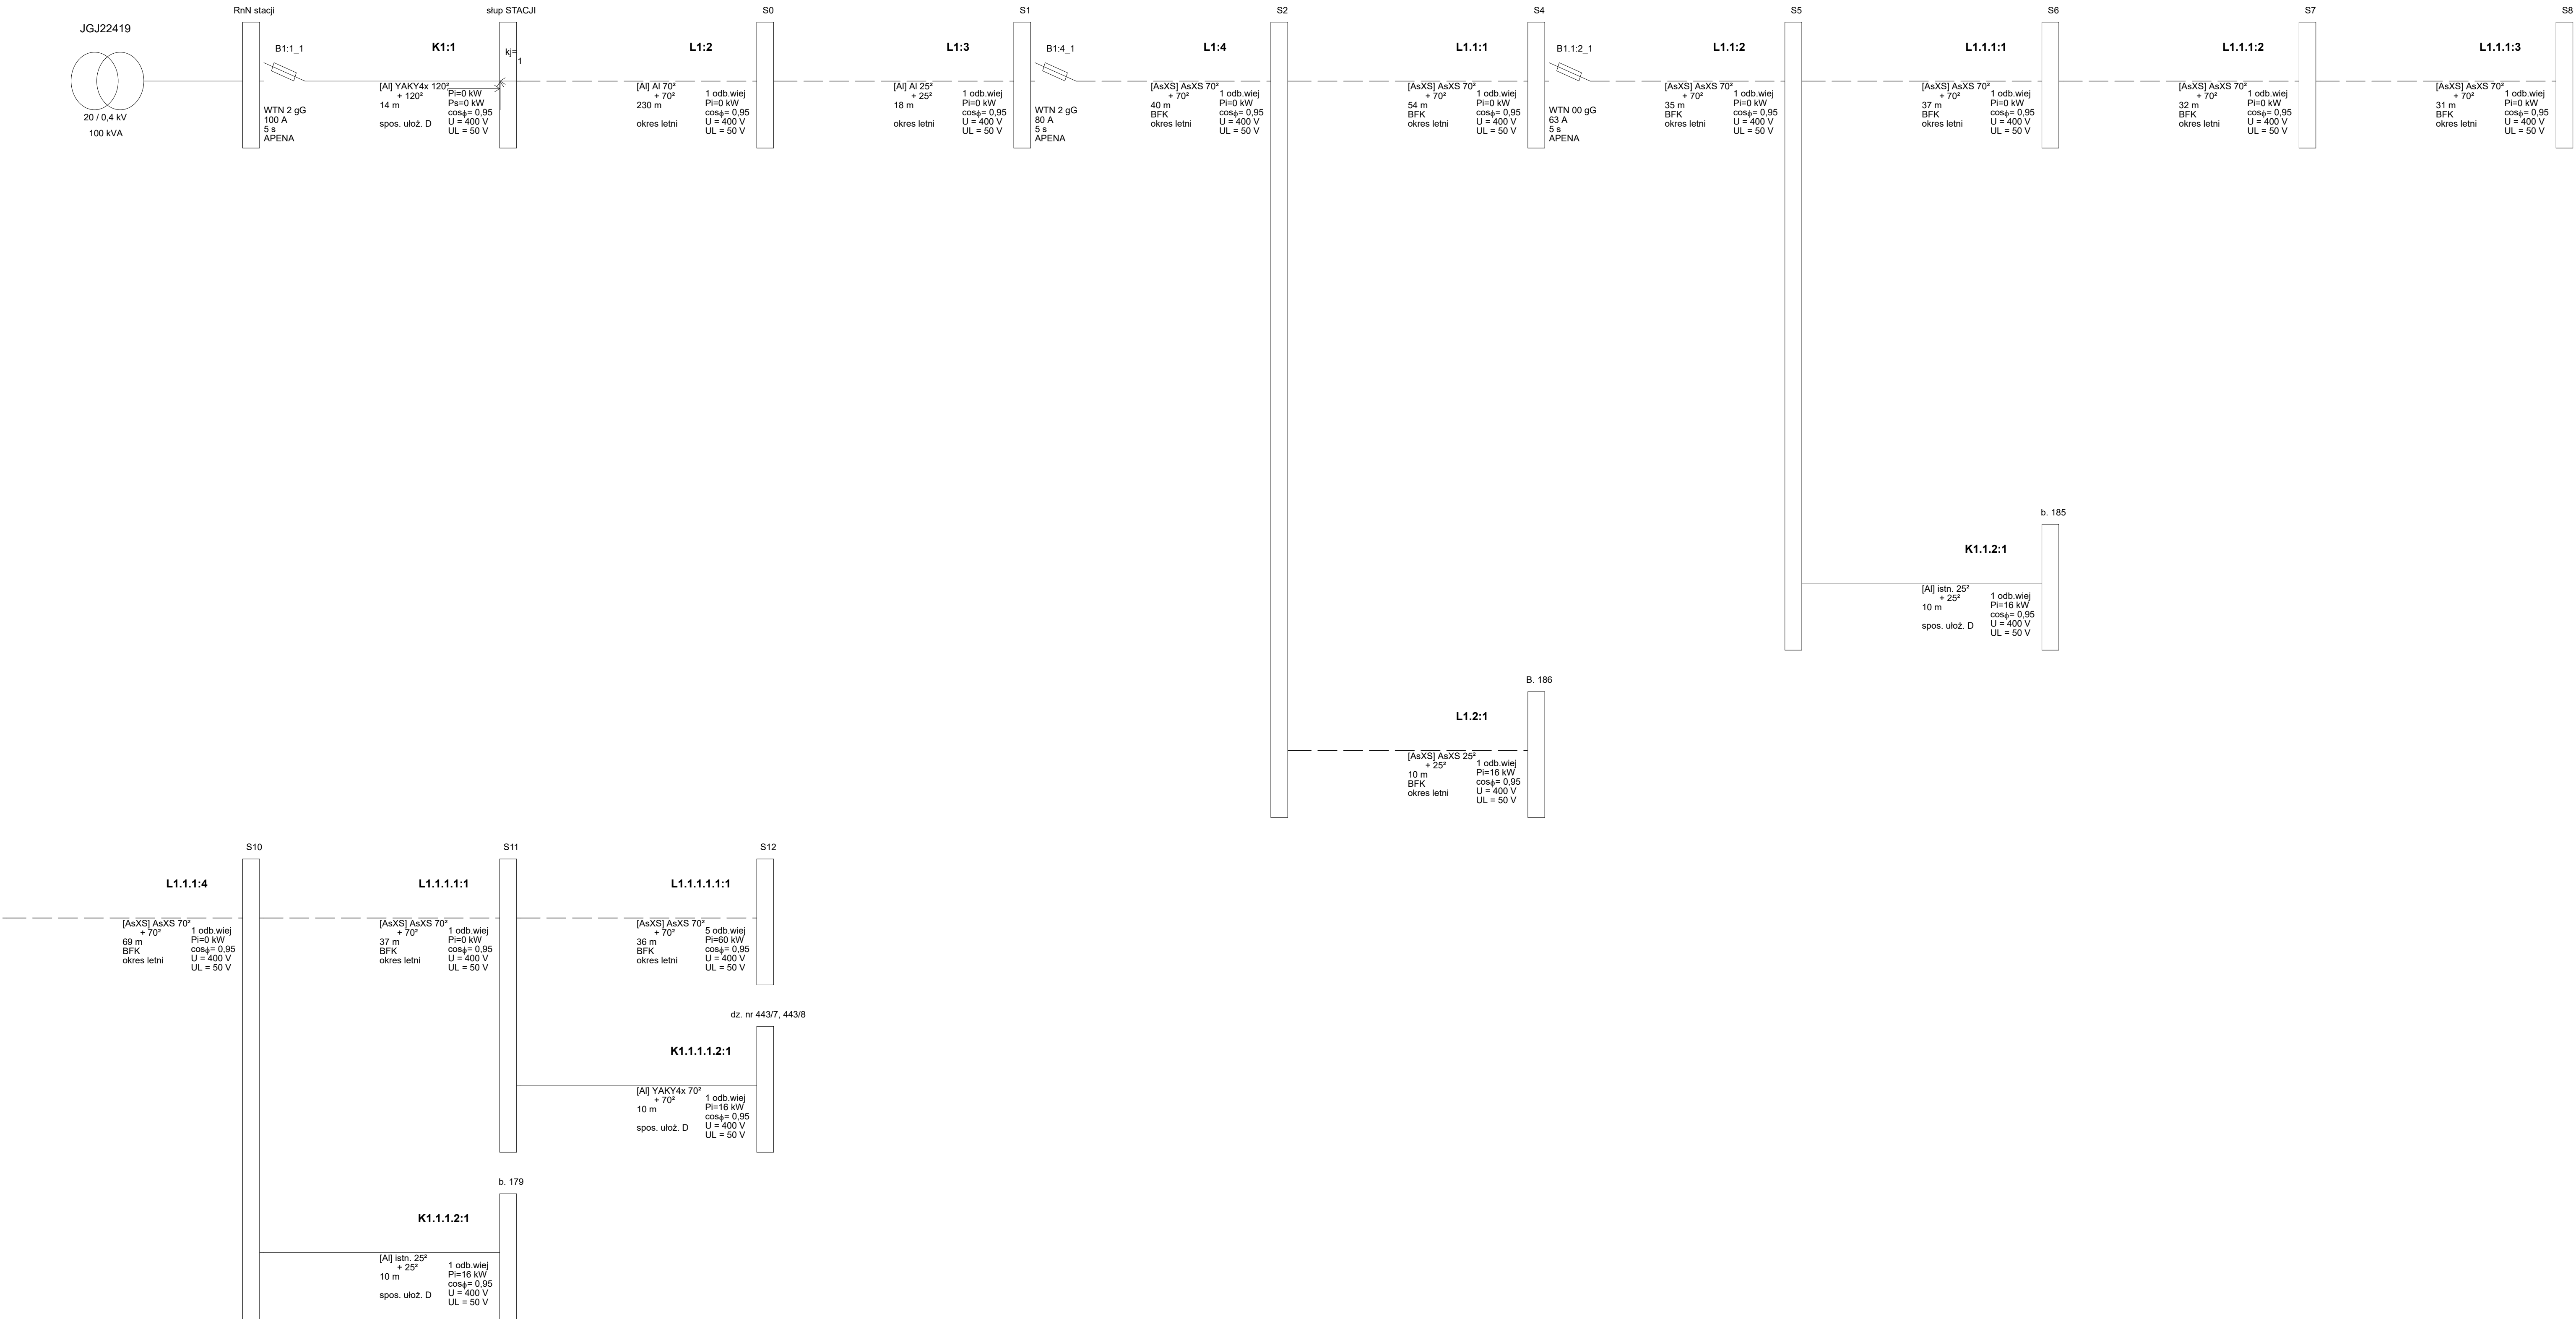 JGJ22419
20 / 0,4 kV
100 kVA
RnN stacji
B1:1_1
WTN 2 gG
100 A
5 s
APENA
K1:1
[Al] YAKY4x 120²
+ 120²
14 m
spos. ułoż. D
Pi=0 kW
Ps=0 kW
cosϕ= 0,95
U = 400 V
UL = 50 V
słup STACJI
kj=
1
L1:2
[Al] Al 70²
+ 70²
230 m
okres letni
1 odb.wiej
Pi=0 kW
cosϕ= 0,95
U = 400 V
UL = 50 V
S0
L1:3
[Al] Al 25²
+ 25²
18 m
okres letni
1 odb.wiej
Pi=0 kW
cosϕ= 0,95
U = 400 V
UL = 50 V
S1
B1:4_1
WTN 2 gG
80 A
5 s
APENA
L1:4
[AsXS] AsXS 70²
+ 70²
40 m
BFK
okres letni
1 odb.wiej
Pi=0 kW
cosϕ= 0,95
U = 400 V
UL = 50 V
S2
L1.1:1
[AsXS] AsXS 70²
+ 70²
54 m
BFK
okres letni
1 odb.wiej
Pi=0 kW
cosϕ= 0,95
U = 400 V
UL = 50 V
S4
B1.1:2_1
WTN 00 gG
63 A
5 s
APENA
L1.1:2
[AsXS] AsXS 70²
+ 70²
35 m
BFK
okres letni
1 odb.wiej
Pi=0 kW
cosϕ= 0,95
U = 400 V
UL = 50 V
S5
L1.1.1:1
[AsXS] AsXS 70²
+ 70²
37 m
BFK
okres letni
1 odb.wiej
Pi=0 kW
cosϕ= 0,95
U = 400 V
UL = 50 V
S6
L1.1.1:2
[AsXS] AsXS 70²
+ 70²
32 m
BFK
okres letni
1 odb.wiej
Pi=0 kW
cosϕ= 0,95
U = 400 V
UL = 50 V
S7
L1.1.1:3
[AsXS] AsXS 70²
+ 70²
31 m
BFK
okres letni
1 odb.wiej
Pi=0 kW
cosϕ= 0,95
U = 400 V
UL = 50 V
S8
b. 185
K1.1.2:1
[Al] istn. 25²
+ 25²
10 m
spos. ułoż. D
1 odb.wiej
Pi=16 kW
cosϕ= 0,95
U = 400 V
UL = 50 V
B. 186
L1.2:1
[AsXS] AsXS 25²
+ 25²
10 m
BFK
okres letni
1 odb.wiej
Pi=16 kW
cosϕ= 0,95
U = 400 V
UL = 50 V
S10
L1.1.1:4
[AsXS] AsXS 70²
+ 70²
69 m
BFK
okres letni
1 odb.wiej
Pi=0 kW
cosϕ= 0,95
U = 400 V
UL = 50 V
S11
L1.1.1.1:1
[AsXS] AsXS 70²
+ 70²
37 m
BFK
okres letni
1 odb.wiej
Pi=0 kW
cosϕ= 0,95
U = 400 V
UL = 50 V
S12
L1.1.1.1.1:1
[AsXS] AsXS 70²
+ 70²
36 m
BFK
okres letni
5 odb.wiej
Pi=60 kW
cosϕ= 0,95
U = 400 V
UL = 50 V
dz. nr 443/7, 443/8
K1.1.1.1.2:1
[Al] YAKY4x 70²
+ 70²
10 m
spos. ułoż. D
1 odb.wiej
Pi=16 kW
cosϕ= 0,95
U = 400 V
UL = 50 V
b. 179
K1.1.1.2:1
[Al] istn. 25²
+ 25²
10 m
spos. ułoż. D
1 odb.wiej
Pi=16 kW
cosϕ= 0,95
U = 400 V
UL = 50 V